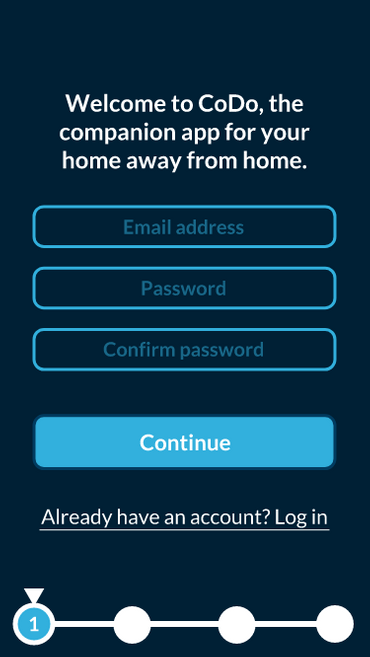 Welcome to CoDo, the
companion app for your
home away from home.
Email address
Password
Confirm password
Continue
Already have an account? Log in
1